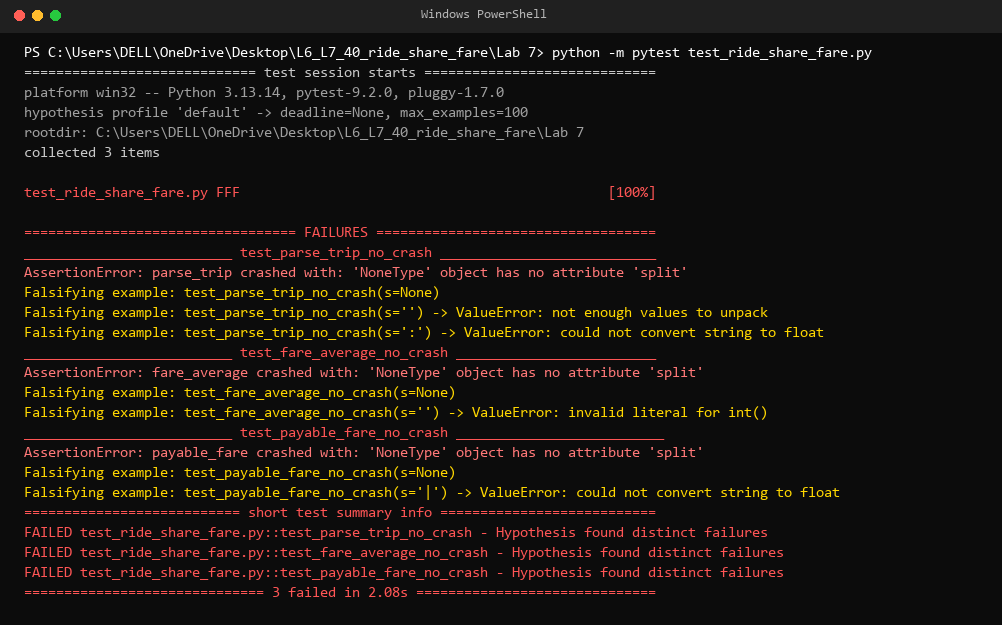 Windows PowerShell
PS C:\Users\DELL\OneDrive\Desktop\L6_L7_40_ride_share_fare\Lab 7> python -m pytest test_ride_share_fare.py
============================= test session starts =============================
platform win32 -- Python 3.13.14, pytest-9.2.0, pluggy-1.7.0
hypothesis profile 'default' -> deadline=None, max_examples=100
rootdir: C:\Users\DELL\OneDrive\Desktop\L6_L7_40_ride_share_fare\Lab 7
collected 3 items
test_ride_share_fare.py FFF [100%]
================================== FAILURES ===================================
__________________________ test_parse_trip_no_crash ___________________________
AssertionError: parse_trip crashed with: 'NoneType' object has no attribute 'split'
Falsifying example: test_parse_trip_no_crash(s=None)
Falsifying example: test_parse_trip_no_crash(s='') -> ValueError: not enough values to unpack
Falsifying example: test_parse_trip_no_crash(s=':') -> ValueError: could not convert string to float
__________________________ test_fare_average_no_crash _________________________
AssertionError: fare_average crashed with: 'NoneType' object has no attribute 'split'
Falsifying example: test_fare_average_no_crash(s=None)
Falsifying example: test_fare_average_no_crash(s='') -> ValueError: invalid literal for int()
__________________________ test_payable_fare_no_crash __________________________
AssertionError: payable_fare crashed with: 'NoneType' object has no attribute 'split'
Falsifying example: test_payable_fare_no_crash(s=None)
Falsifying example: test_payable_fare_no_crash(s='|') -> ValueError: could not convert string to float
=========================== short test summary info ===========================
FAILED test_ride_share_fare.py::test_parse_trip_no_crash - Hypothesis found distinct failures
FAILED test_ride_share_fare.py::test_fare_average_no_crash - Hypothesis found distinct failures
FAILED test_ride_share_fare.py::test_payable_fare_no_crash - Hypothesis found distinct failures
============================== 3 failed in 2.08s ==============================